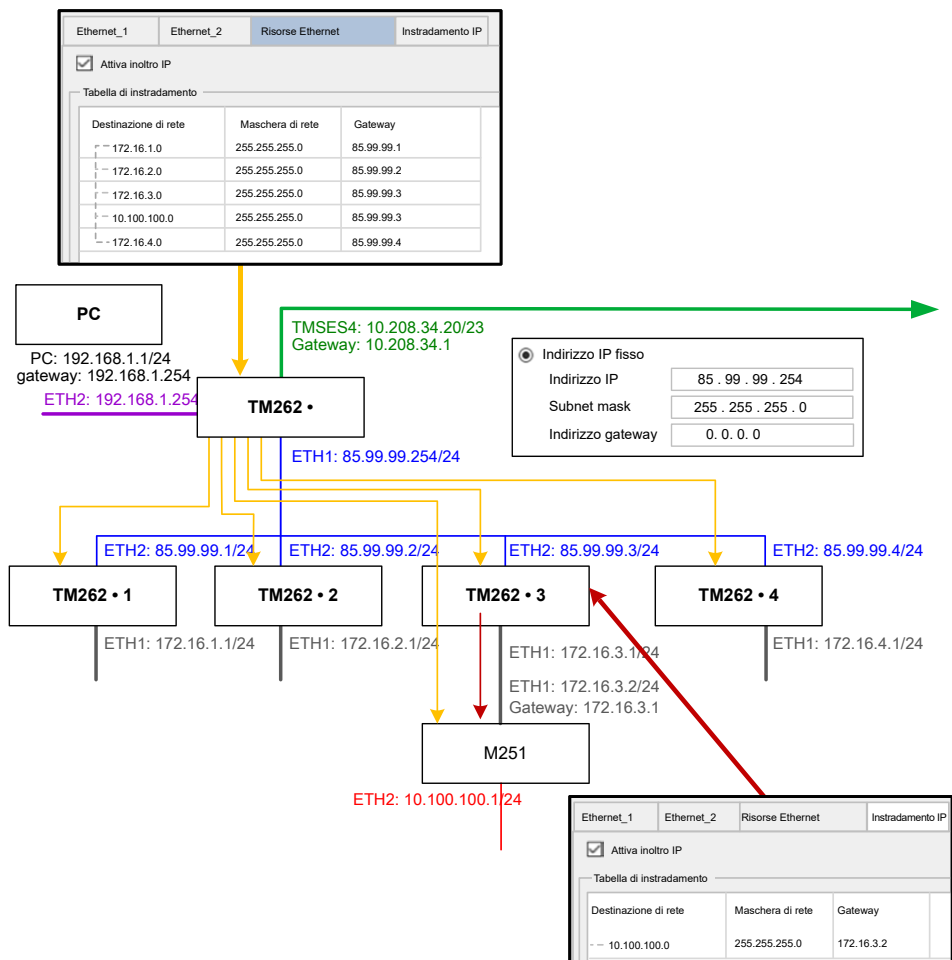 Ethernet_1 Ethernet_2 Risorse Ethernet Instradamento IP
Attiva inoltro IP
Tabella di instradamento
Destinazione di rete Maschera di rete Gateway
172.16.1.0 255.255.255.0 85.99.99.1
172.16.2.0 255.255.255.0 85.99.99.2
172.16.3.0 255.255.255.0 85.99.99.3
10.100.100.0 255.255.255.0 85.99.99.3
172.16.4.0 255.255.255.0 85.99.99.4
PC
PC: 192.168.1.1/24
gateway: 192.168.1.254
ETH2: 192.168.1.254
TMSES4: 10.208.34.20/23
Gateway: 10.208.34.1
TM262 •
ETH1: 85.99.99.254/24
Indirizzo IP fisso
Indirizzo IP 85 . 99 . 99 . 254
Subnet mask 255 . 255 . 255 . 0
Indirizzo gateway 0. 0. 0. 0
ETH2: 85.99.99.1/24
ETH2: 85.99.99.2/24
ETH2: 85.99.99.3/24
ETH2: 85.99.99.4/24
TM262 • 1
TM262 • 2
TM262 • 3
TM262 • 4
ETH1: 172.16.1.1/24
ETH1: 172.16.2.1/24
ETH1: 172.16.3.1/24
ETH1: 172.16.4.1/24
ETH1: 172.16.3.2/24
Gateway: 172.16.3.1
M251
ETH2: 10.100.100.1/24
Ethernet_1 Ethernet_2 Risorse Ethernet Instradamento IP
Attiva inoltro IP
Tabella di instradamento
Destinazione di rete Maschera di rete Gateway
10.100.100.0 255.255.255.0 172.16.3.2